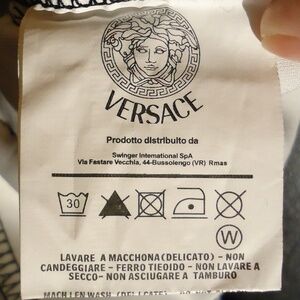 VERSACE
Prodotto distribuito da
Swinger International SpA
Via Fastare Vecchia, 44-Bussolengo (VR) Rmas
30
W
LAVARE A MACCHONA (DELICATO) - NON
CANDEGGIARE - FERRO TIEOIDO - NON LAVARE A
SECCO - NON ASCIUGARE A TAMBURO